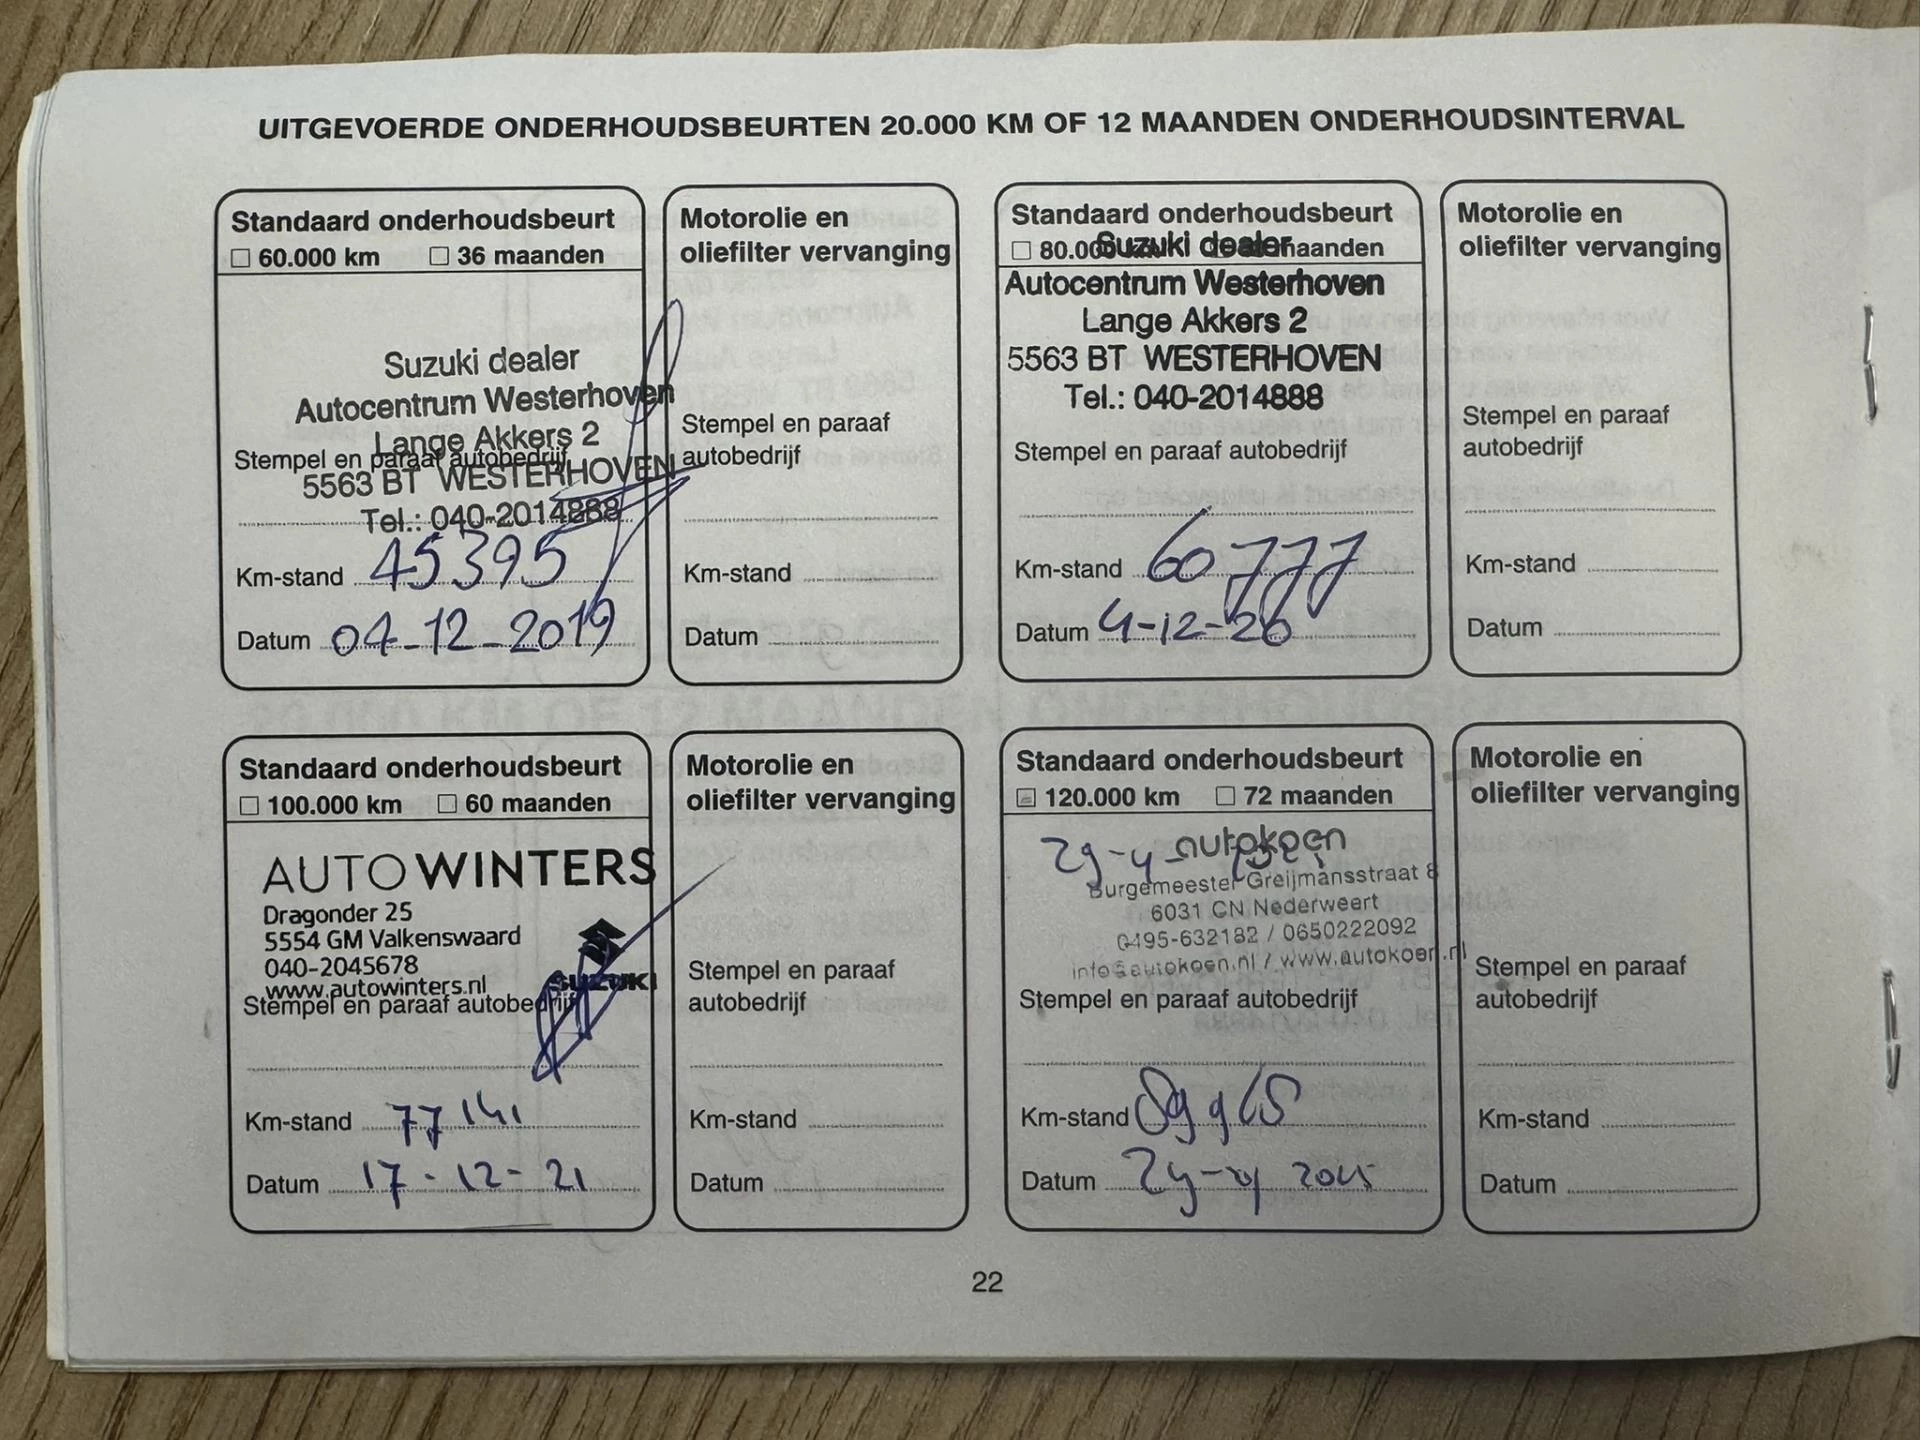 UITGEVOERDE ONDERHOUDSBEURTEN 20.000 KM OF 12 MAANDEN ONDERHOUDSINTERVAL
Standaard onderhoudsbeurt
60.000 km 36 maanden
Suzuki dealer
Autocentrum Westerhoven
Lange Akkers 2
Stempel en paraaf autobedrijf
5563 BT WESTERHOVEN
Tel.: 040-2014888
Km-stand 45395
Datum 04-12-2019
Motorolie en
oliefilter vervanging
Stempel en paraaf
autobedrijf
Km-stand
Datum
Standaard onderhoudsbeurt
80.000 maanden
Suzuki dealer
Autocentrum Westerhoven
Lange Akkers 2
5563 BT WESTERHOVEN
Tel.: 040-2014888
Stempel en paraaf autobedrijf
Km-stand 60777
Datum 4-12-20
Motorolie en
oliefilter vervanging
Stempel en paraaf
autobedrijf
Km-stand
Datum
Standaard onderhoudsbeurt
100.000 km 60 maanden
AUTOWINTERS
Dragonder 25
5554 GM Valkenswaard
040-2045678
www.autowinters.nl
SUZUKI
Stempel en paraaf autobedrijf
Km-stand 77141
Datum 17-12-21
Motorolie en
oliefilter vervanging
Stempel en paraaf
autobedrijf
Km-stand
Datum
Standaard onderhoudsbeurt
120.000 km 72 maanden
autokoen
Burgemeester Greijmansstraat 8
6031 CN Nederweert
0495-632182 / 0650222092
info@autokoen.nl / www.autokoen.nl
Stempel en paraaf autobedrijf
Km-stand
Datum
Motorolie en
oliefilter vervanging
Stempel en paraaf
autobedrijf
Km-stand
Datum
22